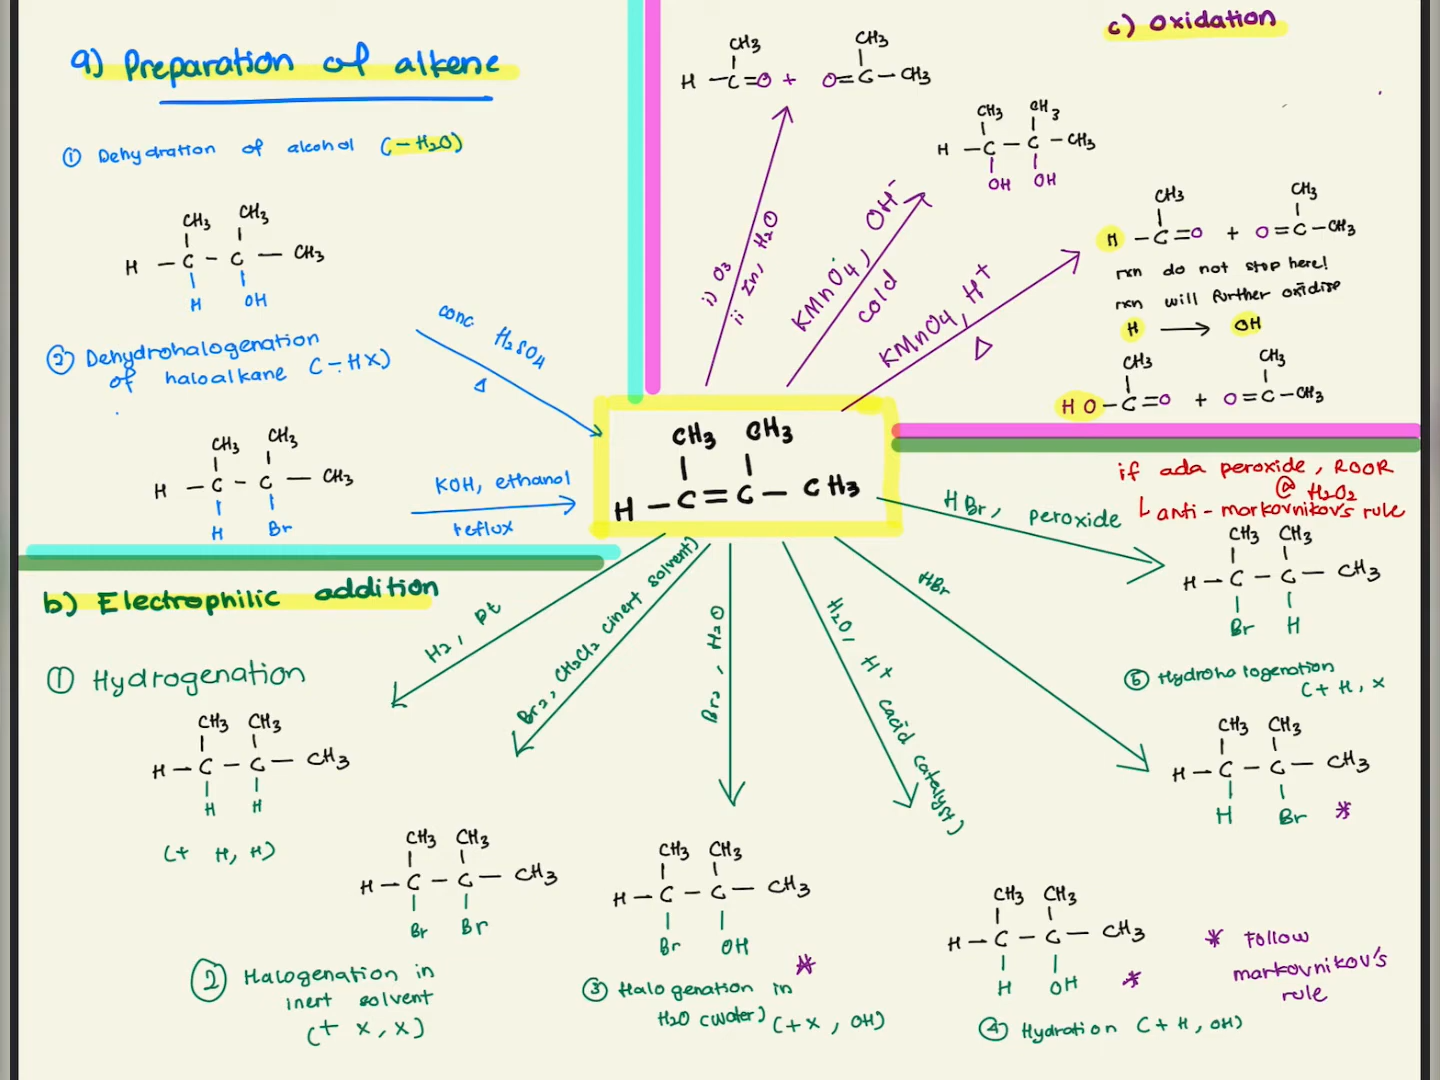 a) Preparation of alkene
① Dehydration of alcohol (-H2O)
CH3 CH3
H - C - C - CH3
H OH
conc H2SO4
Δ
② Dehydrohalogenation
of haloalkane (-HX)
CH3 CH3
H - C - C - CH3
H Br
KOH, ethanol
reflux
CH3 CH3
H - C = C - CH3
c) Oxidation
CH3 CH3
H - C=O + O=C - CH3
i) O3
ii Zn, H2O
CH3 CH3
H - C - C - CH3
OH OH
KMnO4, OH-
cold
KMnO4, H+
Δ
CH3 CH3
H - C=O + O=C-CH3
rxn do not stop here!
rxn will further oxidise
H → OH
CH3 CH3
HO-C=O + O=C-CH3
b) Electrophilic addition
① Hydrogenation
H2, Pt
CH3 CH3
H - C - C - CH3
H H
(+ H, H)
Br2, CH2Cl2 (inert solvent)
CH3 CH3
H - C - C - CH3
Br Br
② Halogenation in
inert solvent
(+ X, X)
Br2, H2O
CH3 CH3
H - C - C - CH3
Br OH
*
③ Halogenation in
H2O (water) (+X, OH)
H2O, H+ (acid catalyst)
CH3 CH3
H - C - C - CH3
H OH
*
④ Hydration (+H, OH)
* Follow
markovnikov's
rule
HBr
HBr, peroxide
if ada peroxide, ROOR
@ H2O2
anti-markovnikov's rule
CH3 CH3
H - C - C - CH3
Br H
⑤ Hydrohalogenation
(+ H, X
CH3 CH3
H - C - C - CH3
H Br *